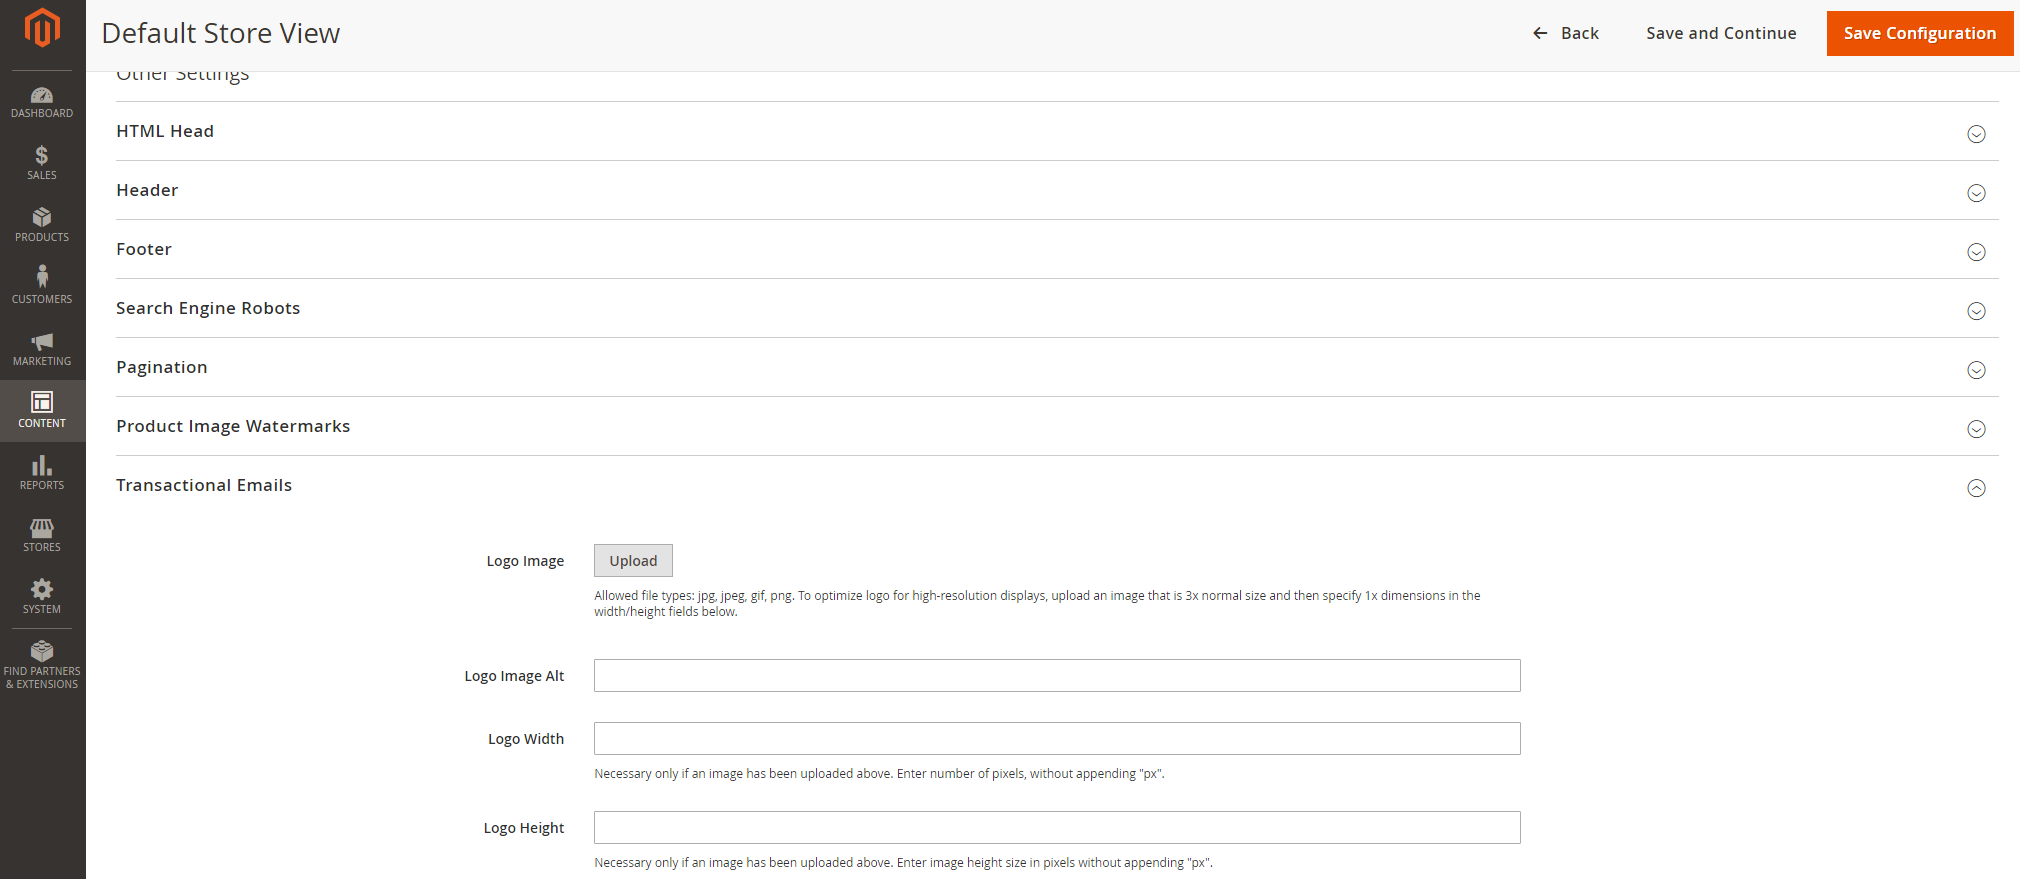 Default Store View
Back
Save and Continue
Save Configuration
DASHBOARD
SALES
PRODUCTS
CUSTOMERS
MARKETING
CONTENT
REPORTS
STORES
SYSTEM
FIND PARTNERS
& EXTENSIONS
Other Settings
HTML Head
Header
Footer
Search Engine Robots
Pagination
Product Image Watermarks
Transactional Emails
Logo Image
Upload
Allowed file types: jpg, jpeg, gif, png. To optimize logo for high-resolution displays, upload an image that is 3x normal size and then specify 1x dimensions in the
width/height fields below.
Logo Image Alt
Logo Width
Necessary only if an image has been uploaded above. Enter number of pixels, without appending "px".
Logo Height
Necessary only if an image has been uploaded above. Enter image height size in pixels without appending "px".